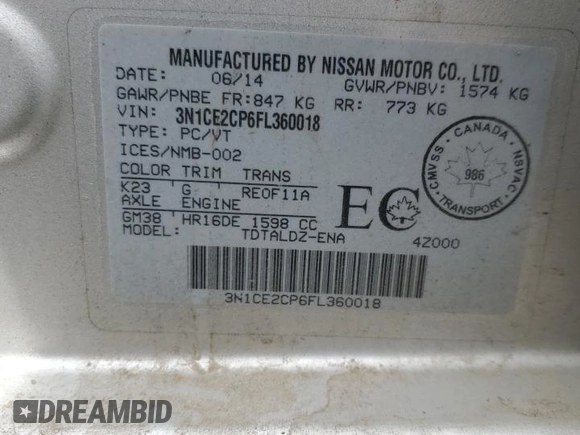 MANUFACTURED BY NISSAN MOTOR CO., LTD.
DATE: 06/14 GVWR/PNBV: 1574 KG
GAWR/PNBE FR: 847 KG RR: 773 KG
VIN: 3N1CE2CP6FL360018
TYPE: PC/VT
ICES/NMB-002
COLOR TRIM TRANS
K23 G RE0F11A
AXLE ENGINE
GM38 HR16DE 1598 CC
MODEL: TDTALDZ-ENA 4Z000
EC
CMVSS · CANADA · NSVAC
986
TRANSPORT
3N1CE2CP6FL360018
DREAMBID